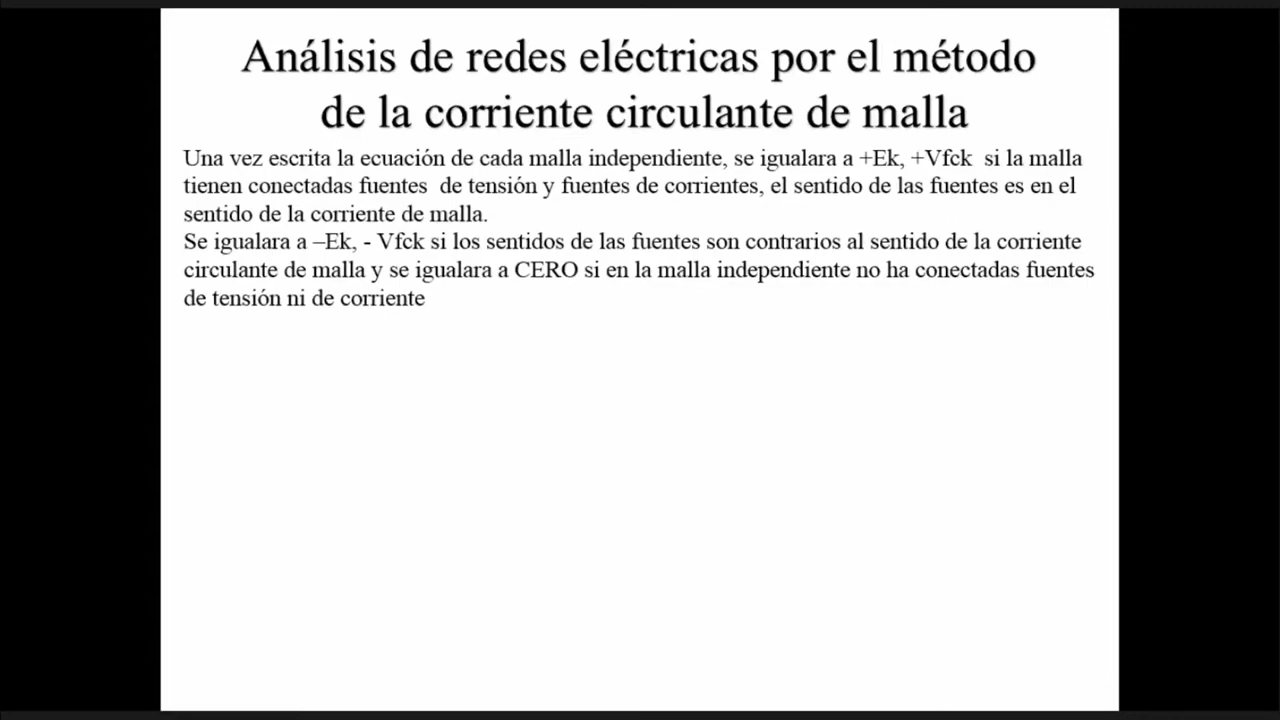 Análisis de redes eléctricas por el método
de la corriente circulante de malla
Una vez escrita la ecuación de cada malla independiente, se igualara a +Ek, +Vfck  si la malla
tienen conectadas fuentes  de tensión y fuentes de corrientes, el sentido de las fuentes es en el
sentido de la corriente de malla.
Se igualara a –Ek, - Vfck si los sentidos de las fuentes son contrarios al sentido de la corriente
circulante de malla y se igualara a CERO si en la malla independiente no ha conectadas fuentes
de tensión ni de corriente